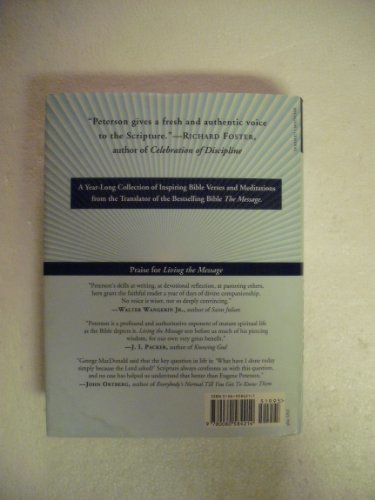 "Peterson gives a fresh and authentic voice
to the Scripture."—Richard Foster,
author of Celebration of Discipline
A Year-Long Collection of Inspiring Bible Verses and Meditations
from the Translator of the Bestselling Bible The Message.
Praise for Living the Message
"Peterson's skills at writing, at devotional reflection, at pastoring others,
here grant the faithful reader a year of days of divine companionship.
No voice is wiser, nor so deeply convincing."
—Walter Wangerin Jr., author of Saint Julian
"Peterson is a profound and authoritative exponent of mature spiritual life
as the Bible depicts it. Living the Message sets before us much of his piercing
wisdom, for our own very great benefit."
—J. I. Packer, author of Knowing God
"George MacDonald said that the key question in life is 'What have I done today
simply because the Lord asked?' Scripture always confronts us with this question,
and no one has helped us understand that better than Eugene Peterson."
—John Ortberg, author of Everybody's Normal Till You Get To Know Them
51995